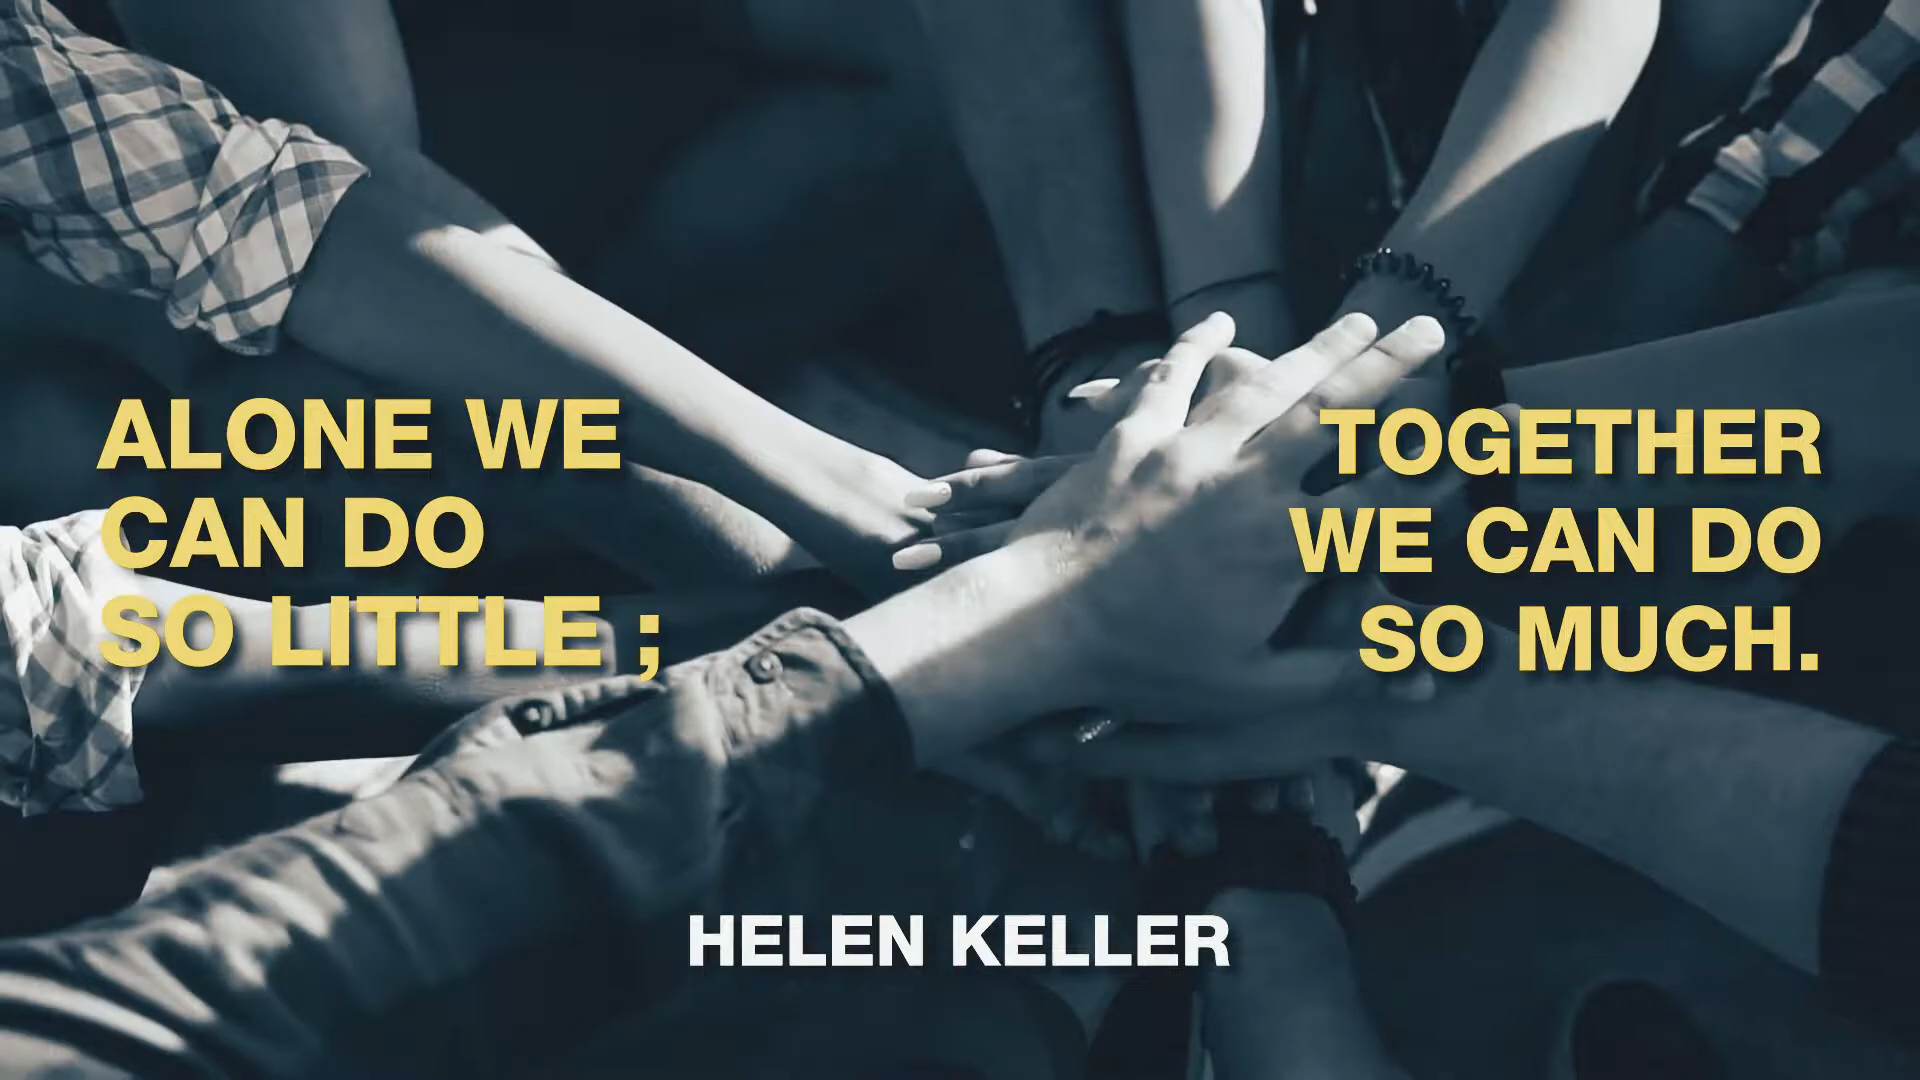 ALONE WE
CAN DO
SO LITTLE ;
TOGETHER
WE CAN DO
SO MUCH.
HELEN KELLER